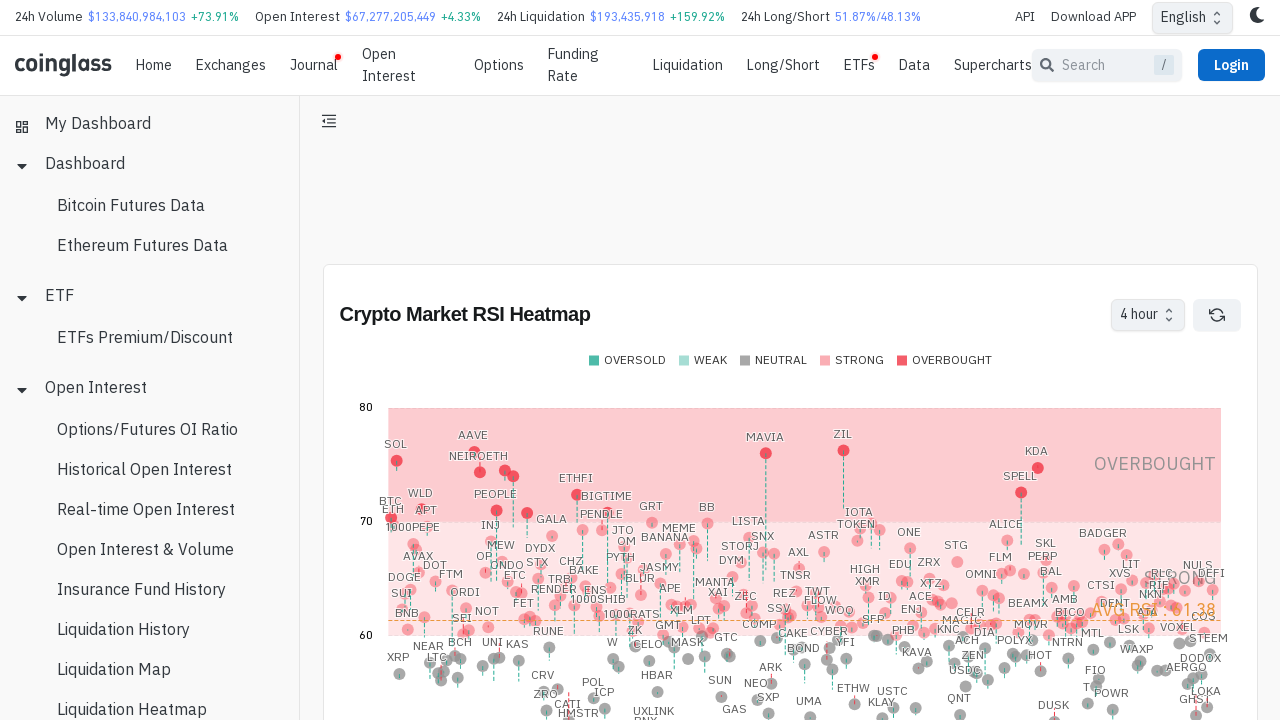 24h Volume $133,840,984,103 +73.91% Open Interest $67,277,205,449 +4.33% 24h Liquidation $193,435,918 +159.92% 24h Long/Short 51.87%/48.13% API Download APP English
coinglass Home Exchanges Journal Open Interest Options Funding Rate Liquidation Long/Short ETFs Data Supercharts Search / Login
My Dashboard
Dashboard
Bitcoin Futures Data
Ethereum Futures Data
ETF
ETFs Premium/Discount
Open Interest
Options/Futures OI Ratio
Historical Open Interest
Real-time Open Interest
Open Interest & Volume
Insurance Fund History
Liquidation History
Liquidation Map
Liquidation Heatmap
Crypto Market RSI Heatmap 4 hour
OVERSOLD WEAK NEUTRAL STRONG OVERBOUGHT
80
AAVE MAVIA ZIL
SOL NEIROETH KDA
OVERBOUGHT
ETHFI SPELL
WLD PEOPLE BIGTIME
BTC ETH APT PENDLE GRT BB IOTA
70
1000PEPE INJ GALA JTO MEME LISTA TOKEN ALICE
MEW OM BANANA SNX ASTR ONE BADGER
AVAX OP DYDX PYTH STORJ AXL STG SKL
DOT ONDO STX CHZ JASMY DYM EDU ZRX FLM PERP LIT NULS
DOGE FTM ETC TRB BAKE BLUR TNSR HIGH OMNI BAL XVS RLC DEFI
SUI ORDI RENDER ENS APE MANTA XMR XTZ CTSI RIF
FET 1000SHIB XAI ZEC REZ TWT FLOW ID ACE BEAMX AMB DENT NKN
BNB NOT 1000RATS XLM SSV WOO ENJ CELR BICO ATA
AVG RSI : 61.38
SEI GMT LPT COMP SFP MAGIC MOVR COS
60
RUNE ZK CAKE CYBER PHB KNC DIA MTL LSK VOXEL
NEAR BCH UNI KAS W CELO MASK GTC BOND YFI ACH POLYX NTRN WAXP STEEM
XRP LTC KAVA ZEN HOT DODOX
CRV HBAR ARK USDC FIO AERGO
ZRO POL ICP SUN NEO SXP ETHW USTC QNT POWR LOKA
CATI HMSTR UXLINK GAS UMA KLAY DUSK GHST